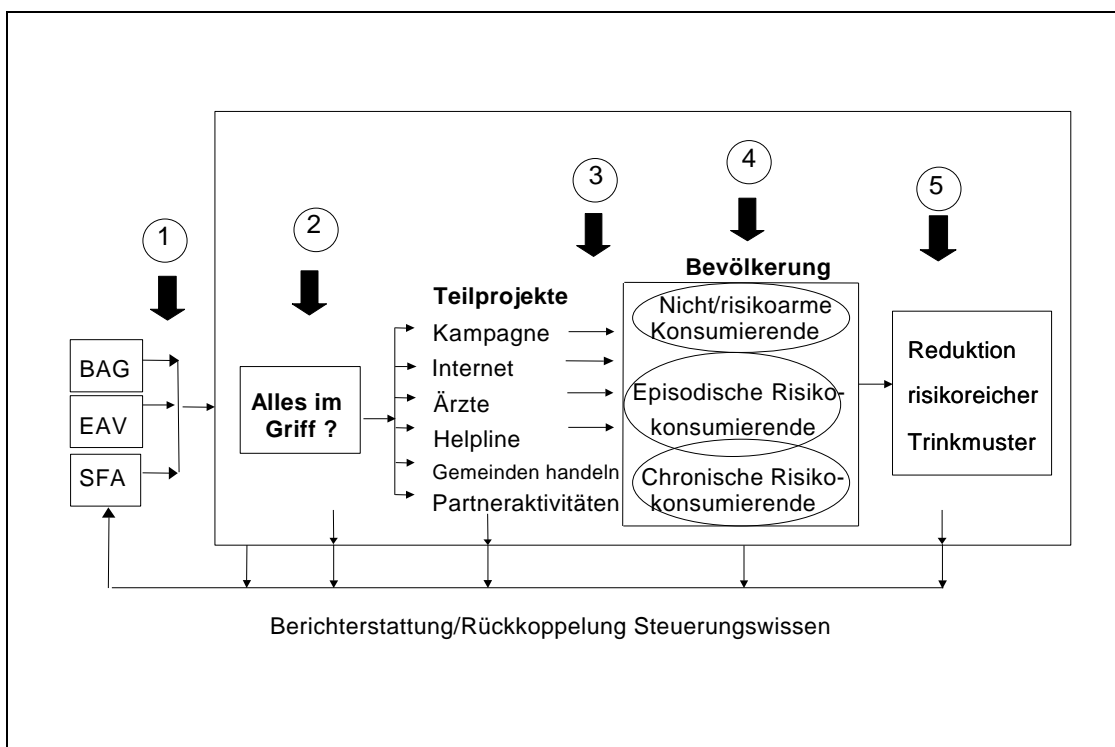 1
2
3
4
5
BAG
EAV
SFA
Alles im
Griff ?
Teilprojekte
Kampagne
Internet
Ärzte
Helpline
Gemeinden handeln
Partneraktivitäten
Bevölkerung
Nicht/risikoarme
Konsumierende
Episodische Risiko-
konsumierende
Chronische Risiko-
konsumierende
Reduktion
risikoreicher
Trinkmuster
Berichterstattung/Rückkoppelung Steuerungswissen